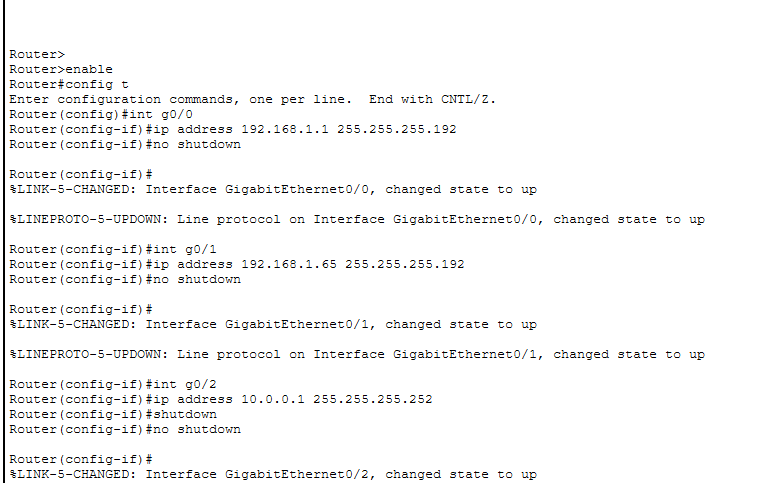 Router>
Router>enable
Router#config t
Enter configuration commands, one per line.  End with CNTL/Z.
Router(config)#int g0/0
Router(config-if)#ip address 192.168.1.1 255.255.255.192
Router(config-if)#no shutdown
Router(config-if)#
%LINK-5-CHANGED: Interface GigabitEthernet0/0, changed state to up
%LINEPROTO-5-UPDOWN: Line protocol on Interface GigabitEthernet0/0, changed state to up
Router(config-if)#int g0/1
Router(config-if)#ip address 192.168.1.65 255.255.255.192
Router(config-if)#no shutdown
Router(config-if)#
%LINK-5-CHANGED: Interface GigabitEthernet0/1, changed state to up
%LINEPROTO-5-UPDOWN: Line protocol on Interface GigabitEthernet0/1, changed state to up
Router(config-if)#int g0/2
Router(config-if)#ip address 10.0.0.1 255.255.255.252
Router(config-if)#shutdown
Router(config-if)#no shutdown
Router(config-if)#
%LINK-5-CHANGED: Interface GigabitEthernet0/2, changed state to up